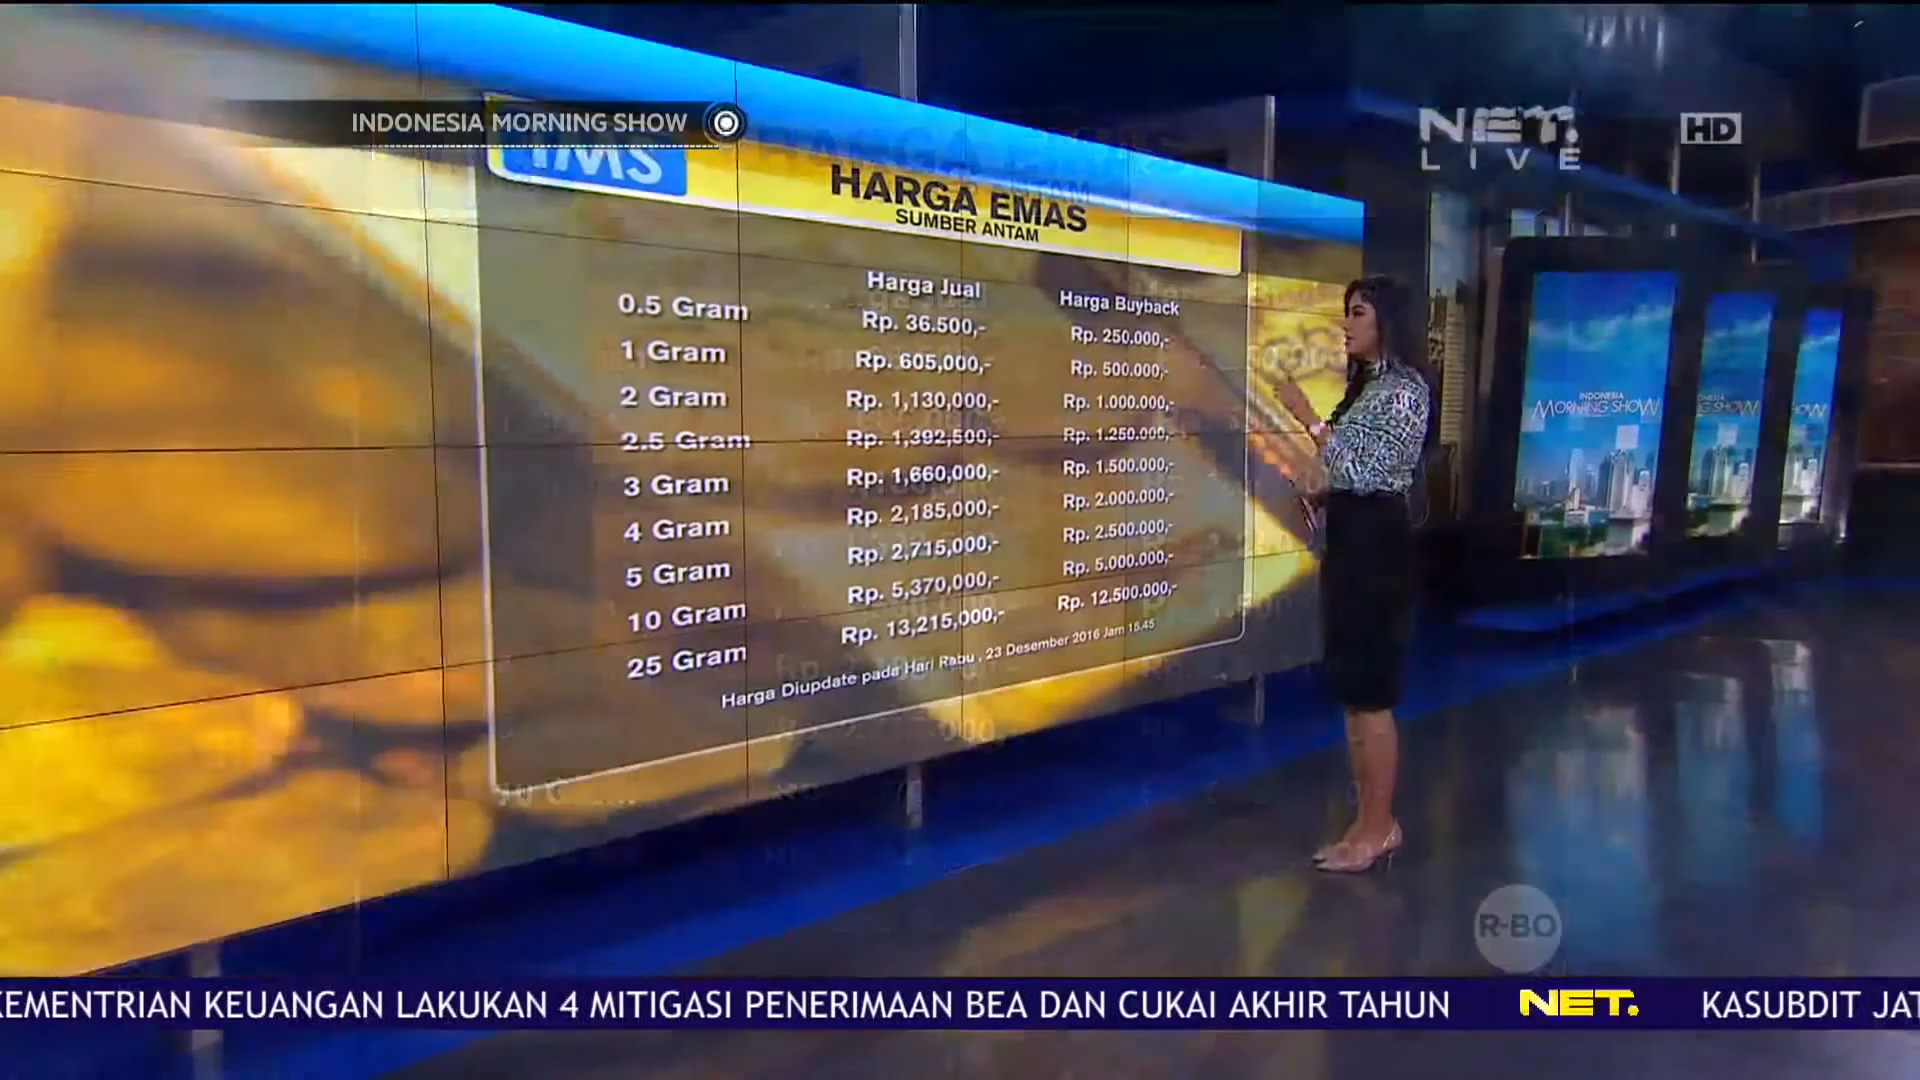 INDONESIA MORNING SHOW
NET.
LIVE
HD
IMS
HARGA EMAS
SUMBER ANTAM
Harga Jual Harga Buyback
0.5 Gram Rp. 36.500,- Rp. 250.000,-
1 Gram Rp. 605,000,- Rp. 500.000,-
2 Gram Rp. 1,130,000,- Rp. 1.000.000,-
2.5 Gram Rp. 1,392,500,- Rp. 1.250.000,-
3 Gram Rp. 1,660,000,- Rp. 1.500.000,-
4 Gram Rp. 2,185,000,- Rp. 2.000.000,-
5 Gram Rp. 2,715,000,- Rp. 2.500.000,-
10 Gram Rp. 5,370,000,- Rp. 5.000.000,-
25 Gram Rp. 13,215,000,- Rp. 12.500.000,-
Harga Diupdate pada Hari Rabu , 23 Desember 2016 Jam 15.45
INDONESIA
MORNING SHOW
R-BO
KEMENTRIAN KEUANGAN LAKUKAN 4 MITIGASI PENERIMAAN BEA DAN CUKAI AKHIR TAHUN NET. KASUBDIT JAT